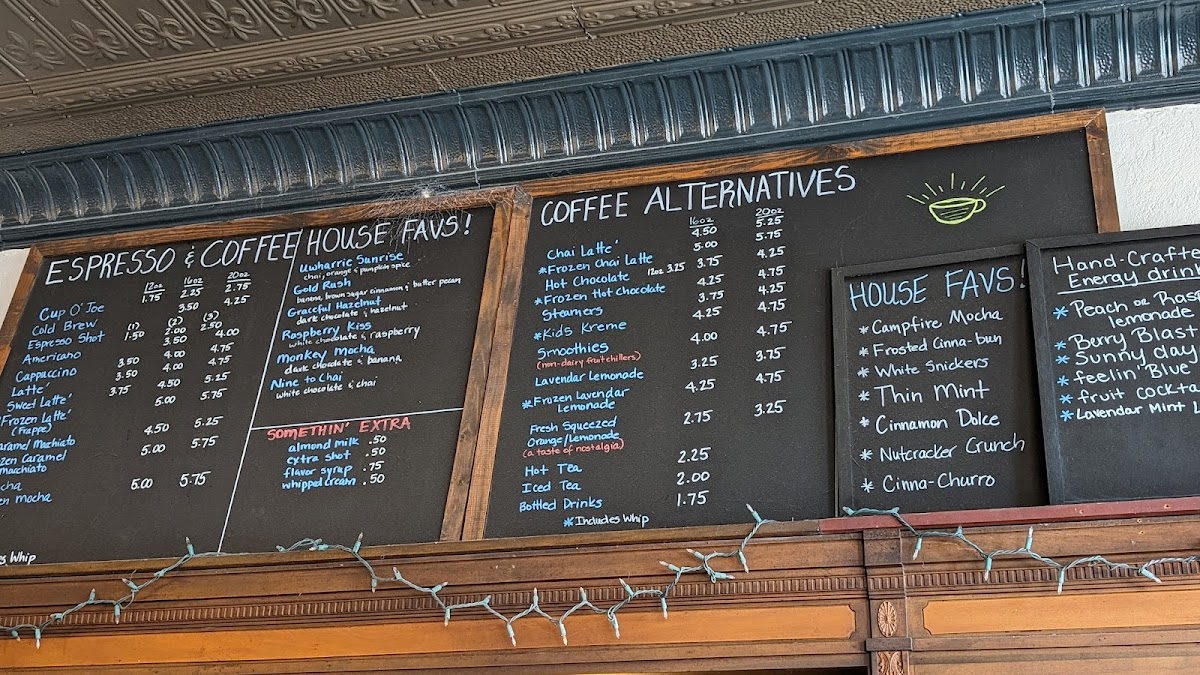 ESPRESSO & COFFEE
12oz 16oz 20oz
Cup O' Joe 1.75 2.25 2.75
Cold Brew 3.50 4.25
(1) (2) (3)
Espresso Shot 1.50 2.00 2.50
Americano 3.50 4.00
Cappaccino 3.50 4.00 4.75
Latte' 3.50 4.00 4.75
Sweet Latte' 3.75 4.50 5.25
Frozen Latte' 5.00 5.75
(Frappe)
aramel Machiato 4.50 5.25
zen Caramel 5.00 5.75
macchiato
cha
en mocha 5.00 5.75
es Whip
HOUSE FAVS!
Uwharrie Sunrise
chai, orange & pumpkin spice
Gold Rush
banana, brown sugar cinnamon & butter pecan
Graceful Hazelnut
dark chocolate & hazelnut
Raspberry Kiss
white chocolate & raspberry
Monkey Mocha
dark chocolate & banana
Nine to Chai
white chocolate & chai
SOMETHIN' EXTRA
almond milk .50
extra shot .50
flavor syrup .75
whipped cream .50
COFFEE ALTERNATIVES
16oz 20oz
Chai Latte' 4.50 5.25
*Frozen Chai Latte 5.00 5.75
Hot Chocolate 12oz 3.25 3.75 4.25
*Frozen Hot Chocolate 4.25 4.75
Steamers 3.75 4.25
*Kids Kreme 4.25 4.75
Smoothies 4.00 4.75
(non-dairy fruit chillers)
Lavendar Lemonade 3.25 3.75
*Frozen Lavendar 4.25 4.75
Lemonade
Fresh Squeezed 2.75 3.25
Orange/Lemonade
(a taste of nostalgia)
Hot Tea 2.25
Iced Tea 2.00
Bottled Drinks 1.75
*Includes Whip
HOUSE FAVS!
*Campfire Mocha
*Frosted Cinna-bun
*White Snickers
*Thin Mint
*Cinnamon Dolce
*Nutcracker Crunch
*Cinna-Churro
Hand-Crafte
Energy drin
*Peach or Ras
lemonade
*Berry Blast
*Sunny day
*feelin' Blue
*fruit cockta
*Lavendar Mint